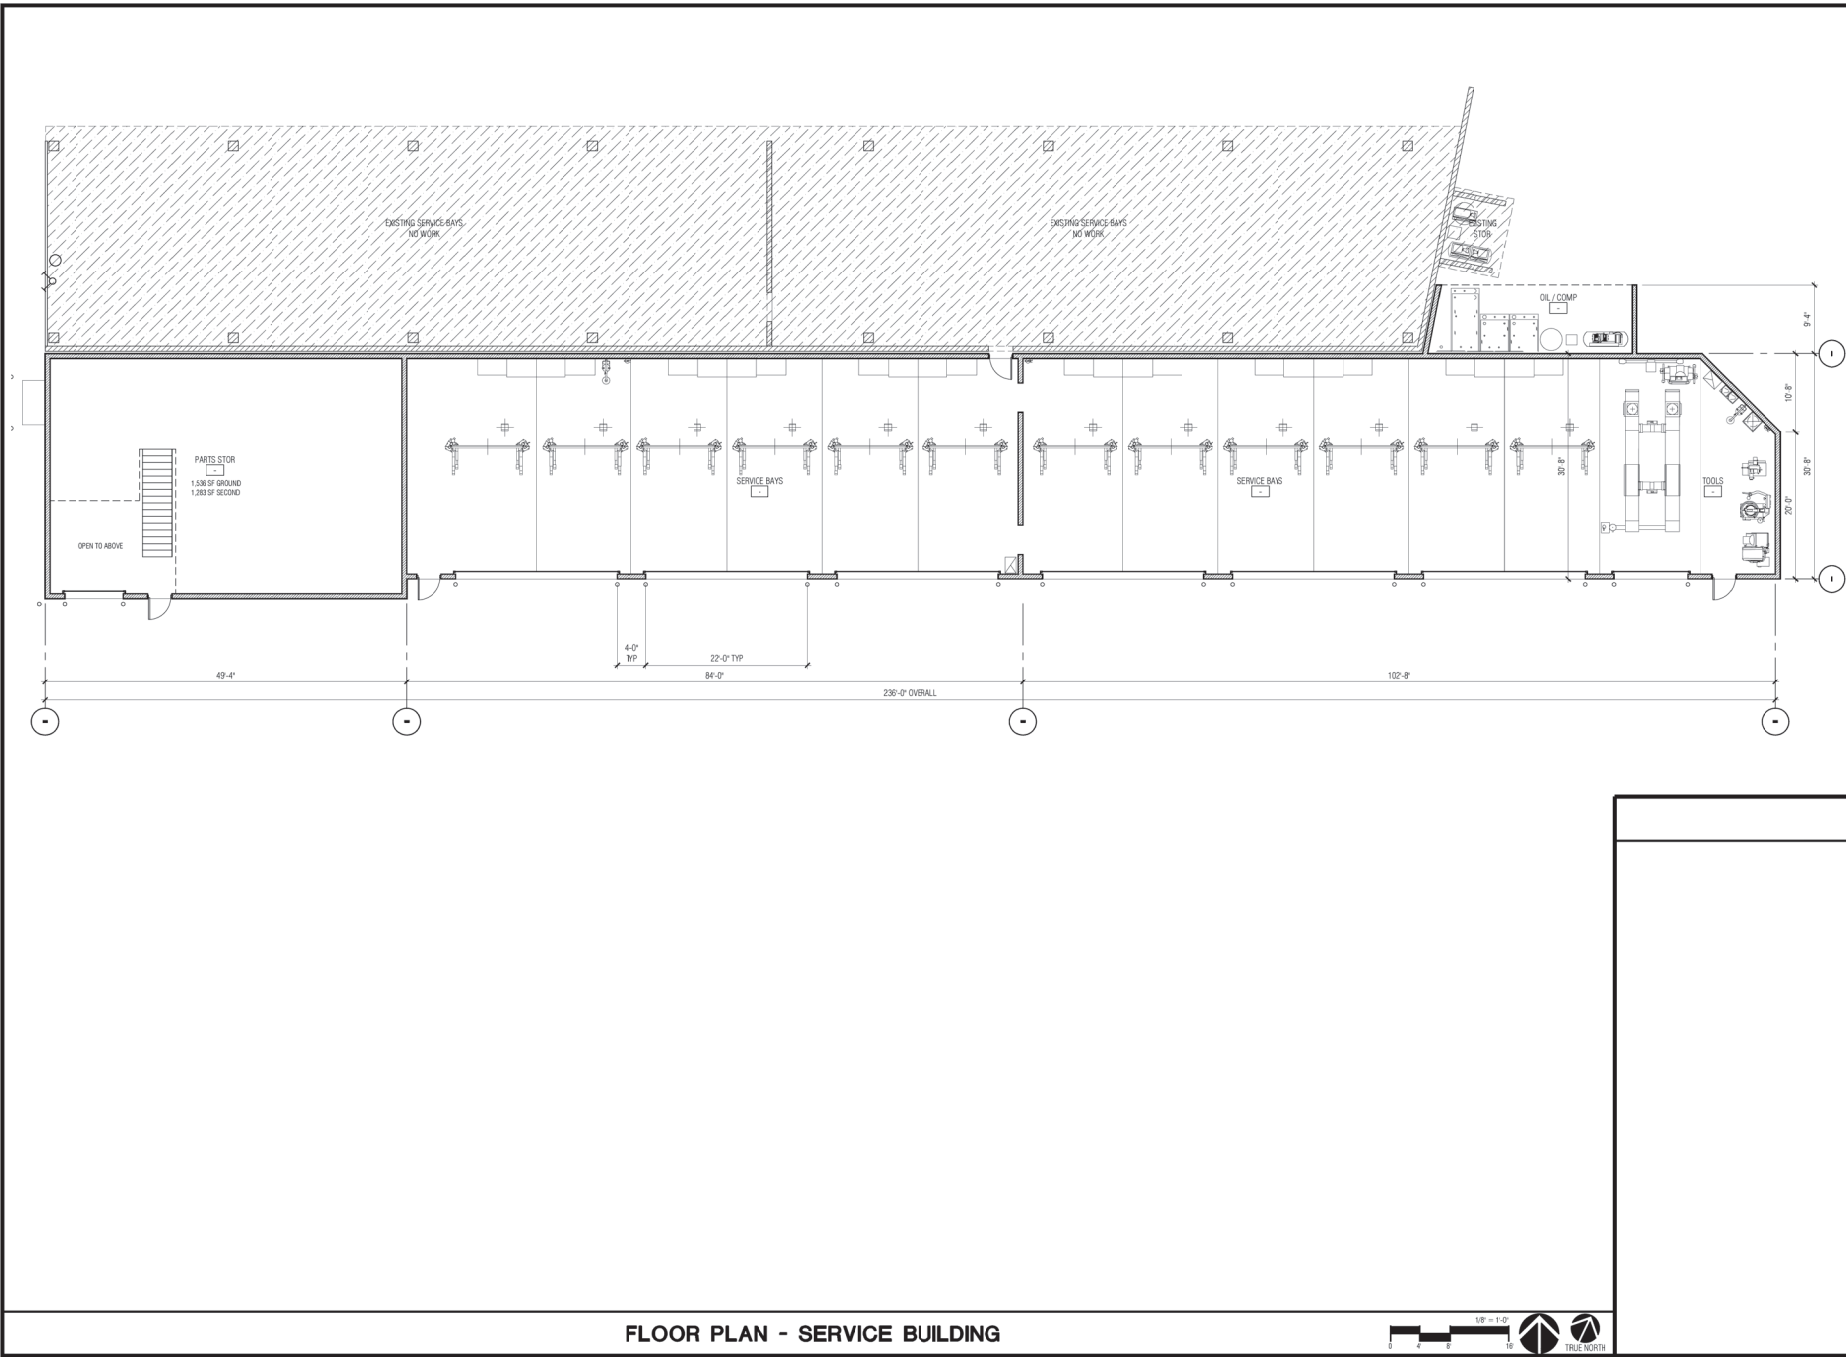 EXISTING SERVICE BAYS
NO WORK
EXISTING SERVICE BAYS
NO WORK
EXISTING
STOR
OIL / COMP
9'-4"
10'-8"
30'-8"
30'-8"
20'-0"
PARTS STOR
1,536 SF GROUND
1,283 SF SECOND
OPEN TO ABOVE
SERVICE BAYS
SERVICE BAYS
TOOLS
4'-0"
TYP
22'-0" TYP
49'-4"
84'-0"
102'-8"
236'-0" OVERALL
FLOOR PLAN - SERVICE BUILDING
1/8" = 1'-0"
0 4' 8' 16'
TRUE NORTH